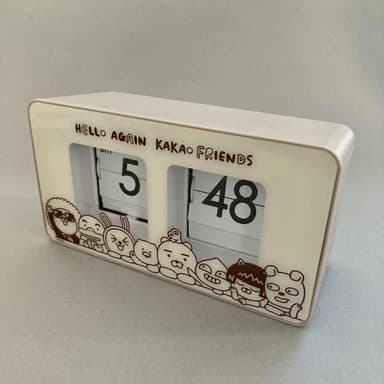 HELLO AGAIN KAKAO FRIENDS
5 48